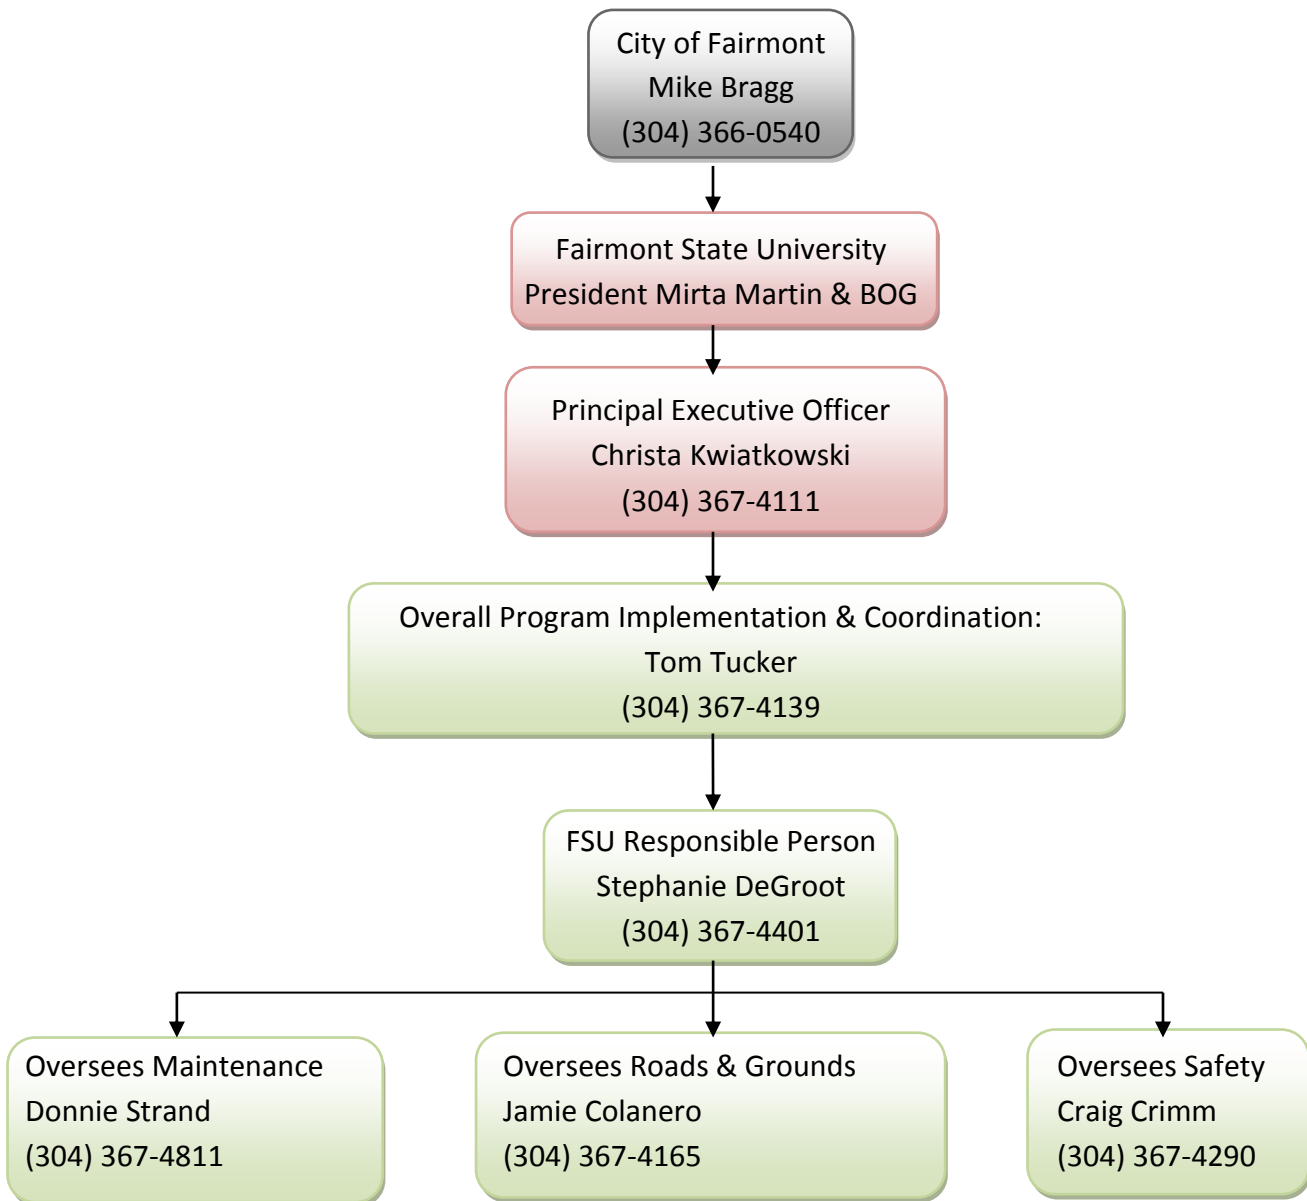 City of Fairmont
Mike Bragg
(304) 366-0540
Fairmont State University
President Mirta Martin & BOG
Principal Executive Officer
Christa Kwiatkowski
(304) 367-4111
Overall Program Implementation & Coordination:
Tom Tucker
(304) 367-4139
FSU Responsible Person
Stephanie DeGroot
(304) 367-4401
Oversees Maintenance
Donnie Strand
(304) 367-4811
Oversees Roads & Grounds
Jamie Colanero
(304) 367-4165
Oversees Safety
Craig Crimm
(304) 367-4290